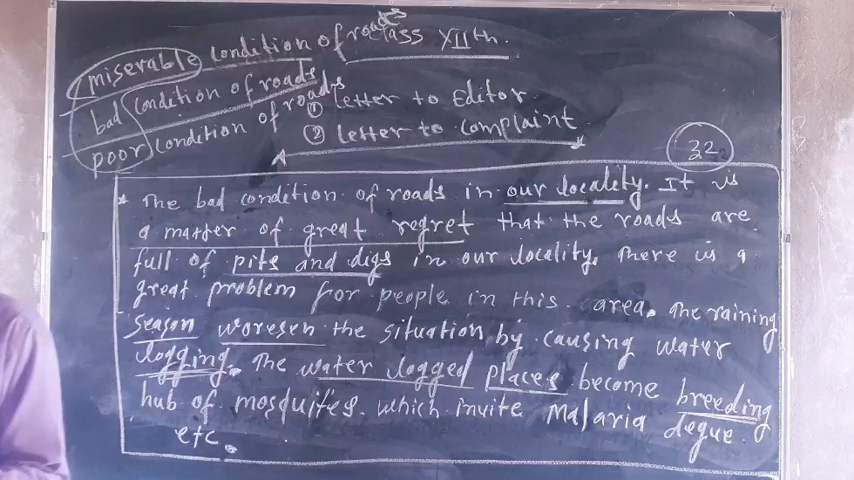 miserable condition of roads Class XIIth.
bad condition of roads
poor condition of roads
① letter to Editor.
② letter to complaint
32
* The bad condition of roads in our locality. It is
a matter of great regret that the roads are
full of pits and digs in our locality. There is a
great problem for people in this area. The raining
season woresen the situation by causing water
logging. The water logged places become breeding
hub of mosquites. which invite malaria degue.
etc.